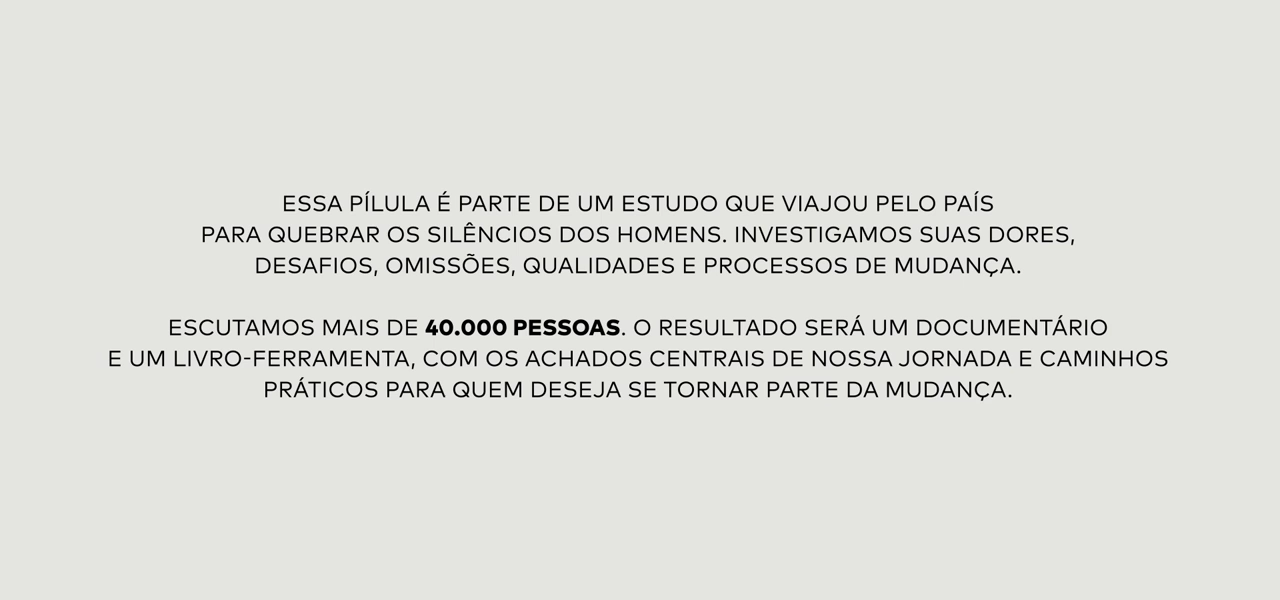 ESSA PÍLULA É PARTE DE UM ESTUDO QUE VIAJOU PELO PAÍS
PARA QUEBRAR OS SILÊNCIOS DOS HOMENS. INVESTIGAMOS SUAS DORES,
DESAFIOS, OMISSÕES, QUALIDADES E PROCESSOS DE MUDANÇA.
ESCUTAMOS MAIS DE 40.000 PESSOAS. O RESULTADO SERÁ UM DOCUMENTÁRIO
E UM LIVRO-FERRAMENTA, COM OS ACHADOS CENTRAIS DE NOSSA JORNADA E CAMINHOS
PRÁTICOS PARA QUEM DESEJA SE TORNAR PARTE DA MUDANÇA.